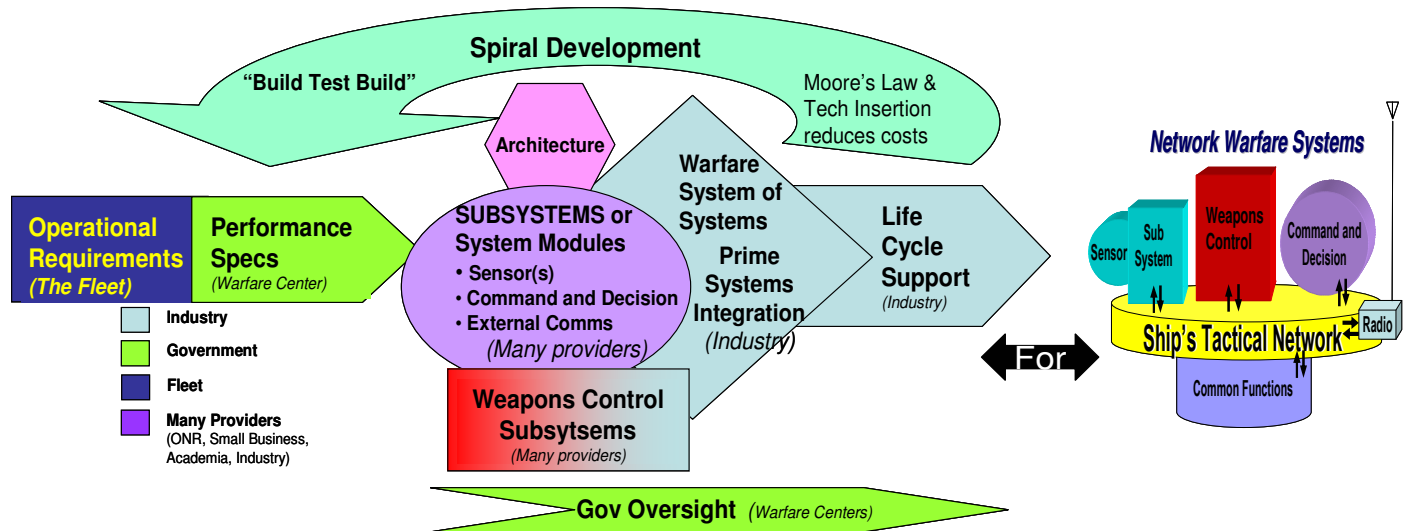 Spiral Development
“Build Test Build”
Moore’s Law &
Tech Insertion
reduces costs
Architecture
Operational
Requirements
(The Fleet)
Performance
Specs
(Warfare Center)
SUBSYSTEMS or
System Modules
• Sensor(s)
• Command and Decision
• External Comms
(Many providers)
Warfare
System of
Systems
Prime
Systems
Integration
(Industry)
Life
Cycle
Support
(Industry)
Weapons Control
Subsytsems
(Many providers)
Industry
Government
Fleet
Many Providers
(ONR, Small Business,
Academia, Industry)
Gov Oversight (Warfare Centers)
For
Network Warfare Systems
Sensor
Sub
System
Weapons
Control
Command and
Decision
Ship's Tactical Network
Radio
Common Functions